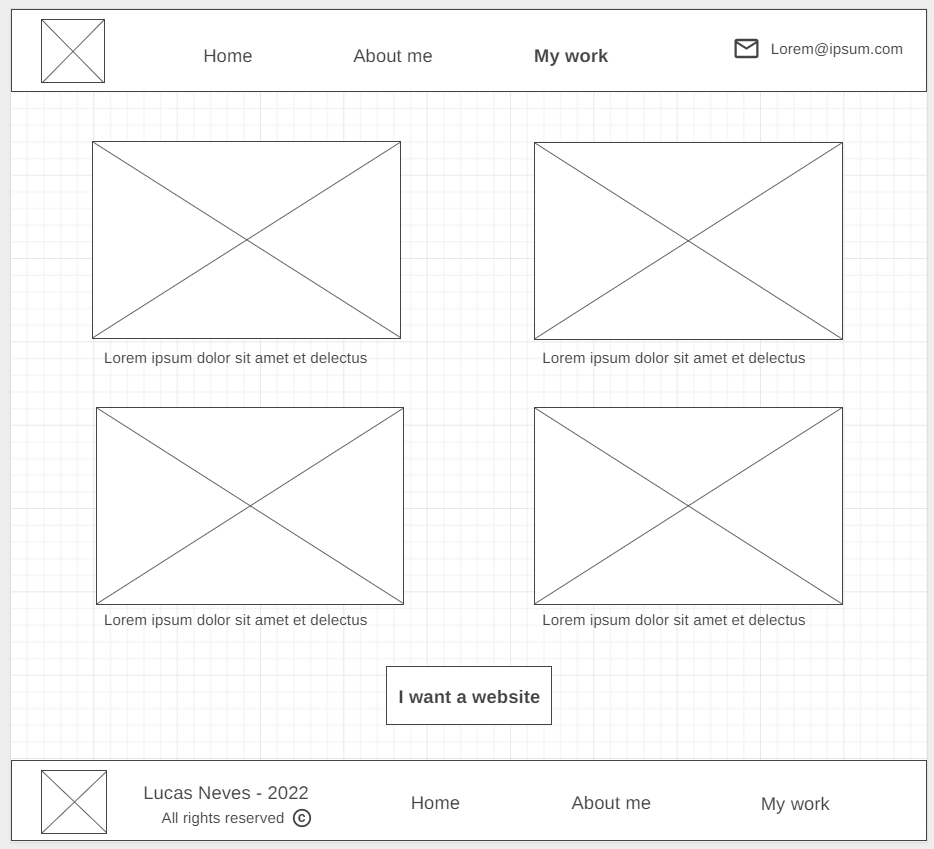 Home
About me
My work
Lorem@ipsum.com
Lorem ipsum dolor sit amet et delectus
Lorem ipsum dolor sit amet et delectus
Lorem ipsum dolor sit amet et delectus
Lorem ipsum dolor sit amet et delectus
I want a website
Lucas Neves - 2022
All rights reserved ©
Home
About me
My work